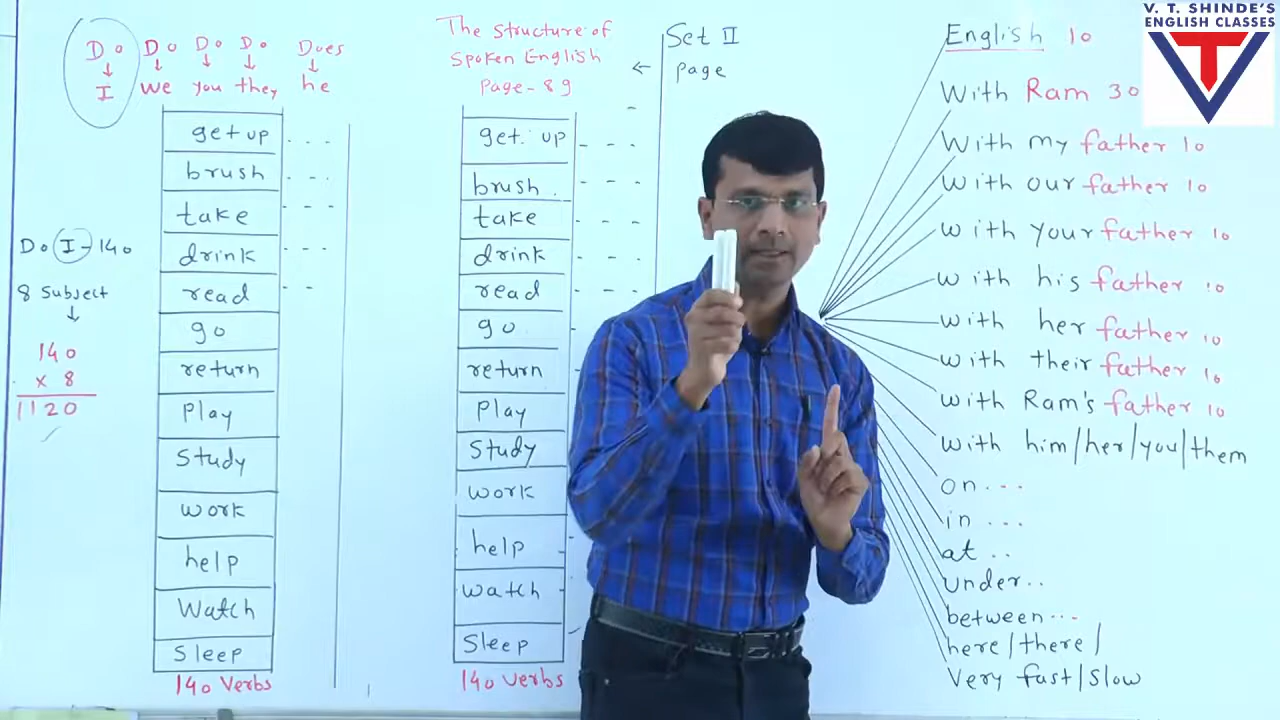 Do Do Do Do Does
I we you they he
get up
brush
take
drink
read
go
return
Play
Study
work
help
Watch
Sleep
140 Verbs
Do I - 140
8 Subject
140
x 8
1120
The structure of
Spoken English
Page - 89
get up
brush
take
drink
read
go
return
Play
Study
work
help
watch
Sleep
140 verbs
Set II
page
English 10
With Ram 30
With my father 10
With our father 10
with your father 10
with his father 10
with her father 10
with their father 10
with Ram's father 10
with him/her/you/them
on...
in ...
at ..
under..
between...
here/there/
Very fast/slow
V. T. SHINDE'S
ENGLISH CLASSES